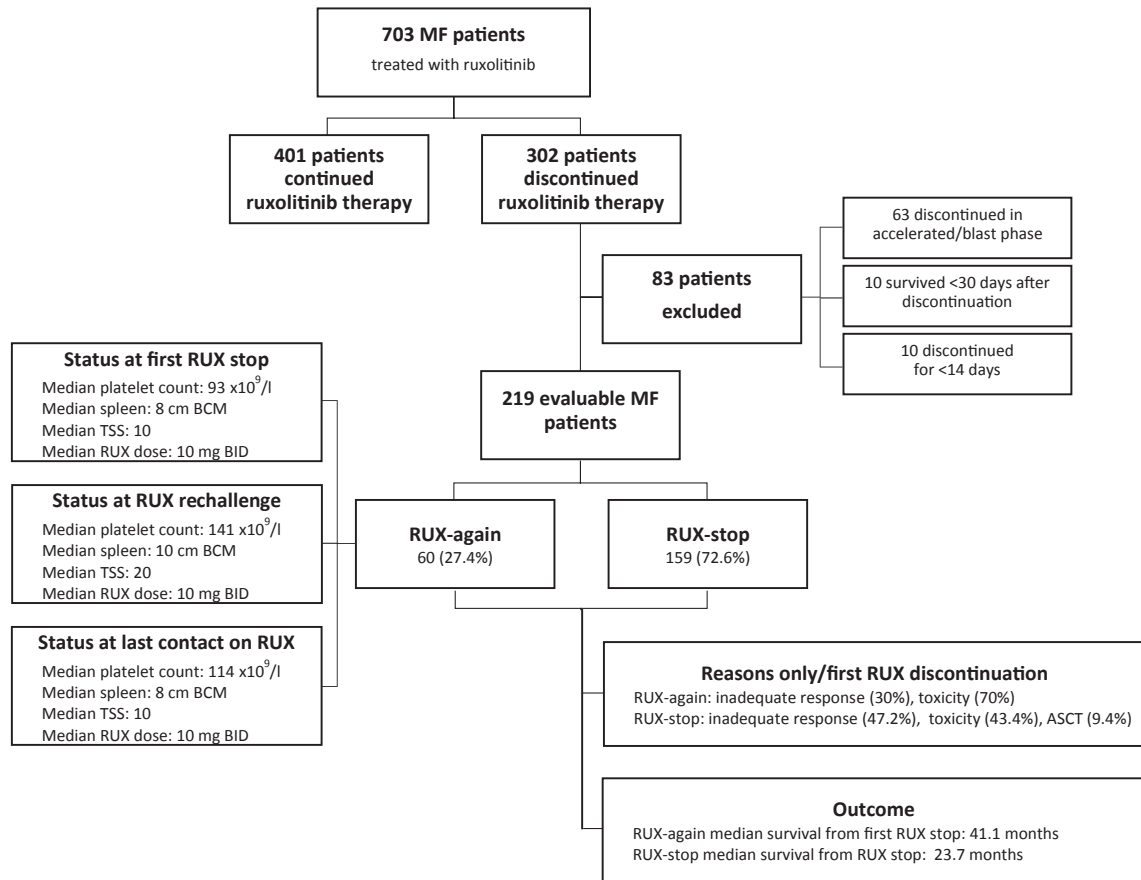 703 MF patients
treated with ruxolitinib
401 patients
continued
ruxolitinib therapy
302 patients
discontinued
ruxolitinib therapy
83 patients
excluded
63 discontinued in
accelerated/blast phase
10 survived <30 days after
discontinuation
10 discontinued
for <14 days
219 evaluable MF
patients
RUX-again
60 (27.4%)
RUX-stop
159 (72.6%)
Status at first RUX stop
Median platelet count: 93 x10⁹/l
Median spleen: 8 cm BCM
Median TSS: 10
Median RUX dose: 10 mg BID
Status at RUX rechallenge
Median platelet count: 141 x10⁹/l
Median spleen: 10 cm BCM
Median TSS: 20
Median RUX dose: 10 mg BID
Status at last contact on RUX
Median platelet count: 114 x10⁹/l
Median spleen: 8 cm BCM
Median TSS: 10
Median RUX dose: 10 mg BID
Reasons only/first RUX discontinuation
RUX-again: inadequate response (30%), toxicity (70%)
RUX-stop: inadequate response (47.2%), toxicity (43.4%), ASCT (9.4%)
Outcome
RUX-again median survival from first RUX stop: 41.1 months
RUX-stop median survival from RUX stop: 23.7 months